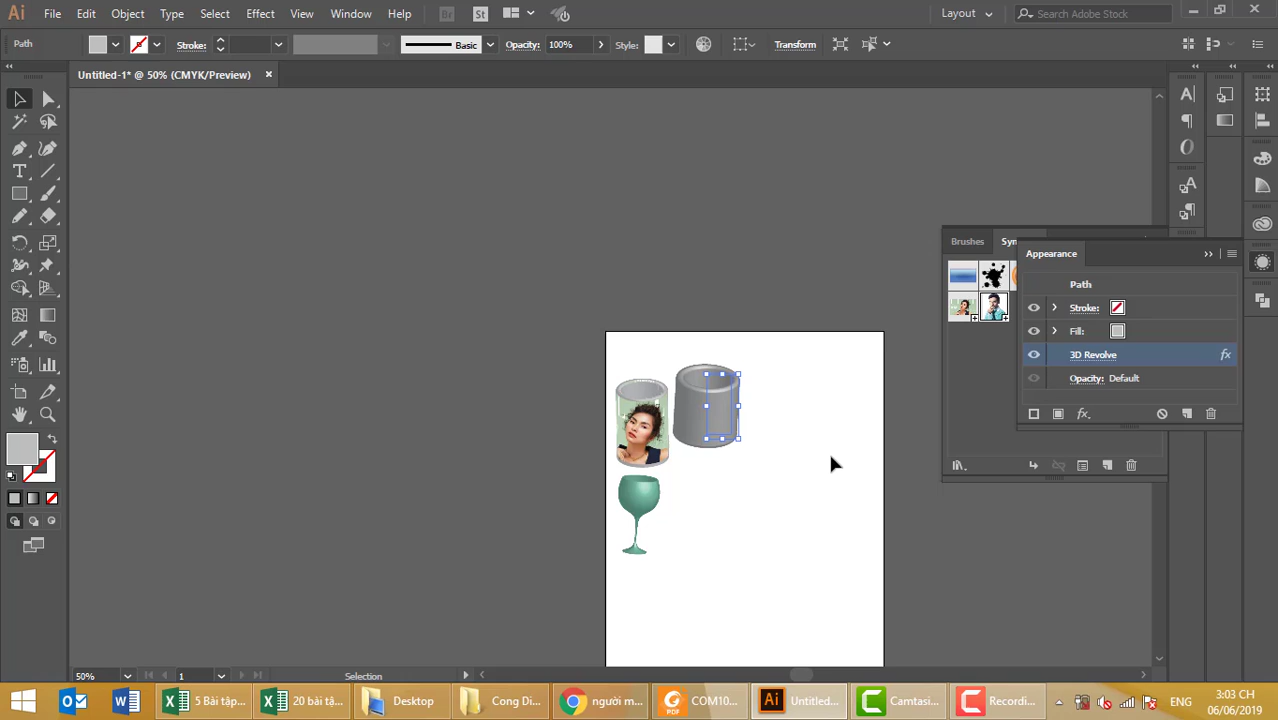 Ai File Edit Object Type Select Effect View Window Help Br St Layout Search Adobe Stock
Path Stroke: Basic Opacity: 100% Style: Transform
Untitled-1* @ 50% (CMYK/Preview)
Brushes
Appearance
Path
Stroke:
Fill:
3D Revolve fx
Opacity: Default
fx.
50% 1 Selection
5 Bài tập... 20 bài tập... Desktop Cong Di... người m... COM10... Untitled... Camtasi... Recordi... ENG
3:03 CH
06/06/2019